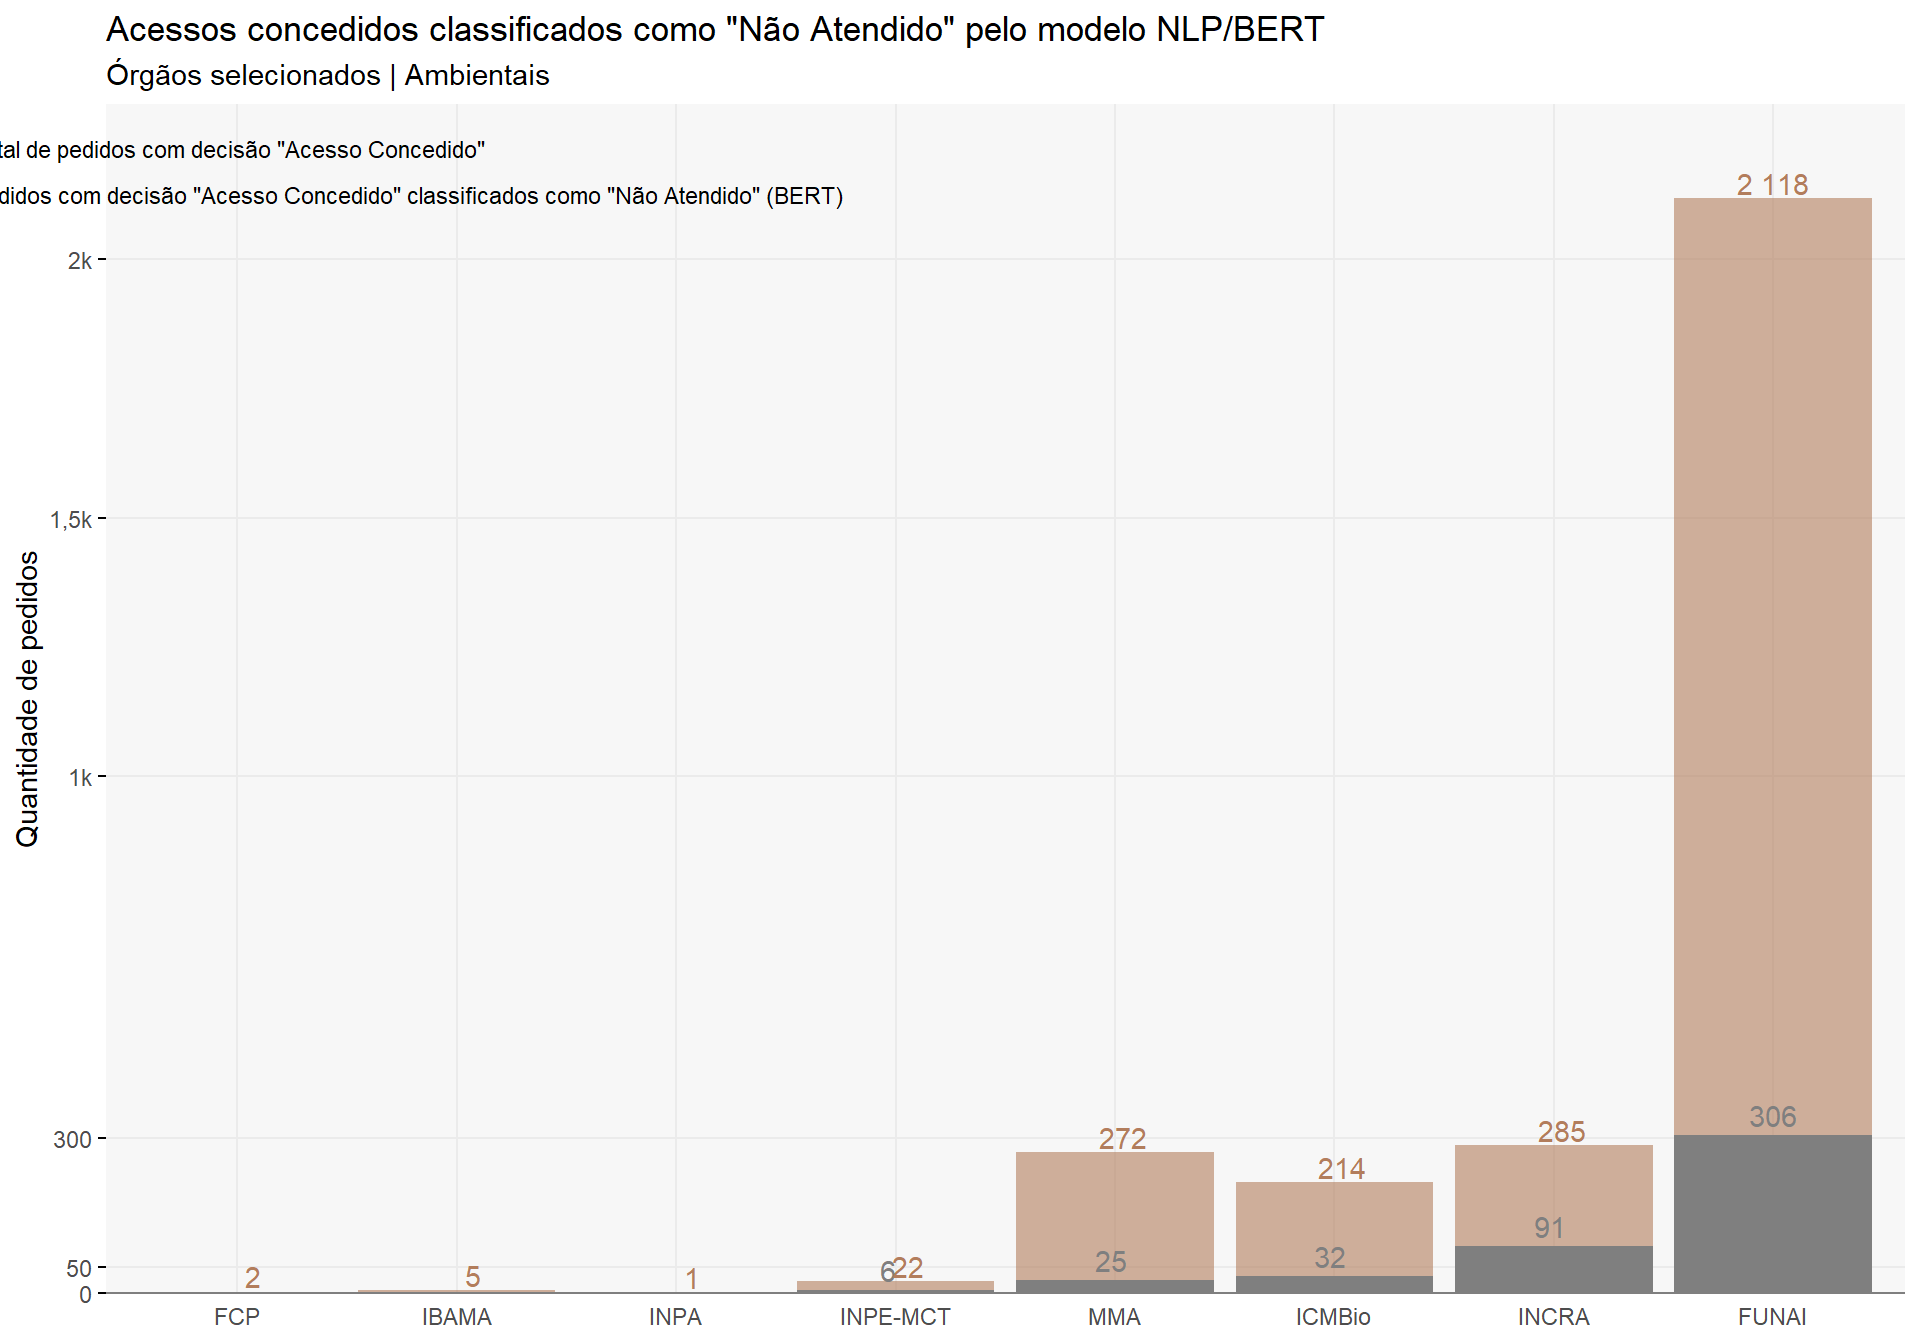 Acessos concedidos classificados como "Não Atendido" pelo modelo NLP/BERT
Órgãos selecionados | Ambientais
de pedidos com decisão "Acesso Concedido"
com decisão "Acesso Concedido" classificados como "Não Atendido" (BERT)
Quantidade de pedidos
2k
1,5k
1k
300
50
0
2
5
1
6
22
272
25
214
32
285
91
2 118
306
FCP
IBAMA
INPA
INPE-MCT
MMA
ICMBio
INCRA
FUNAI